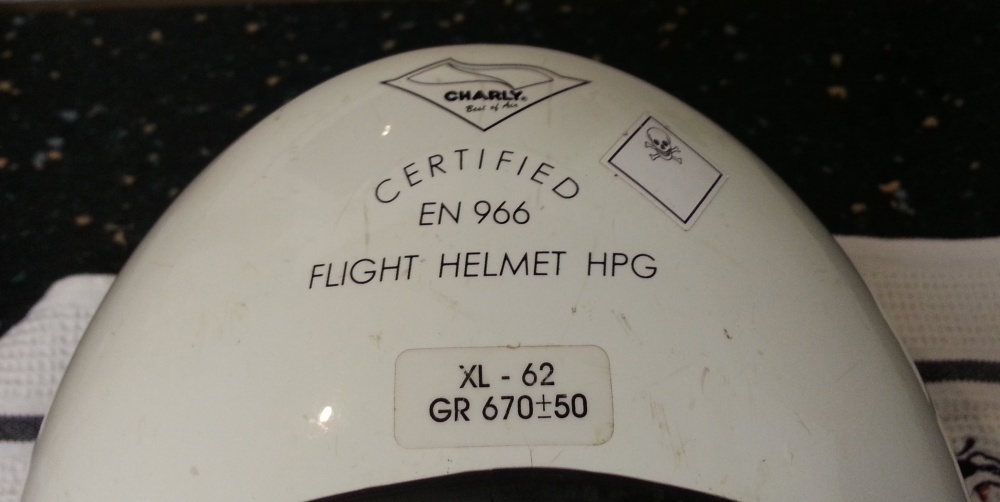 CHARLY®
Best of Air
CERTIFIED
EN 966
FLIGHT HELMET HPG
XL - 62
GR 670±50